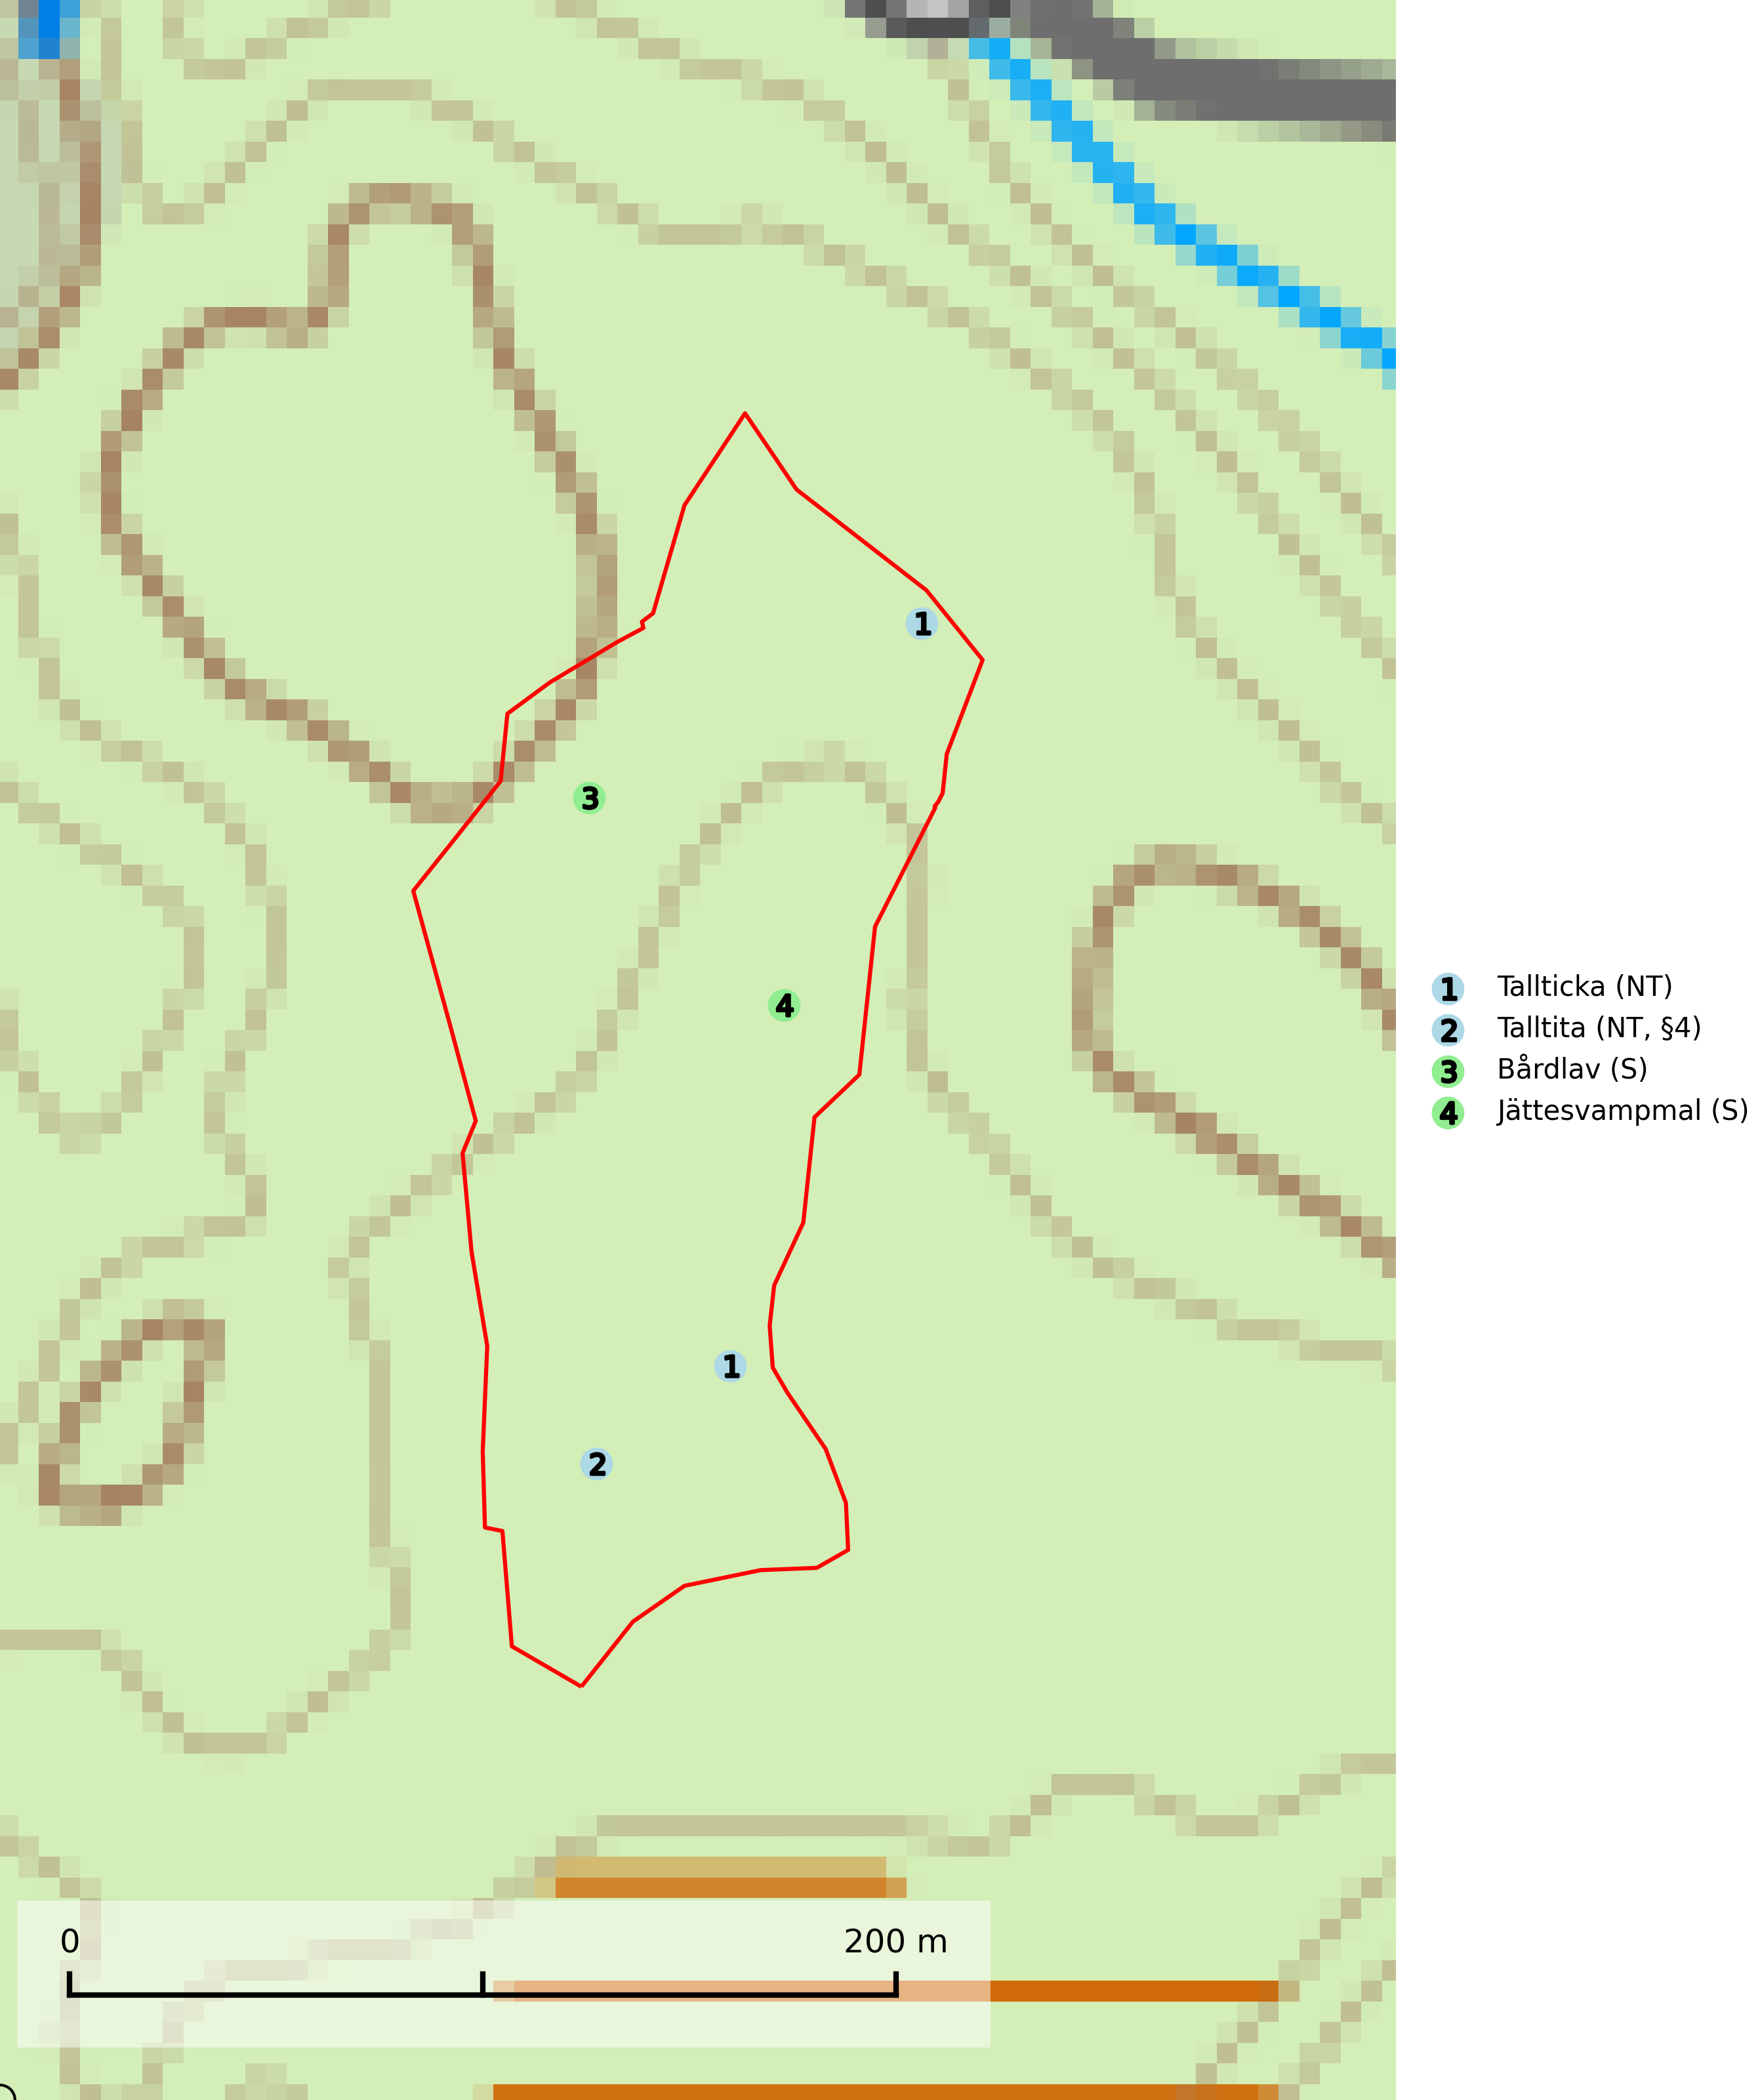 1
3
4
1
2
1 Tallticka (NT)
2 Talltita (NT, §4)
3 Bårdlav (S)
4 Jättesvampmal (S)
0 200 m